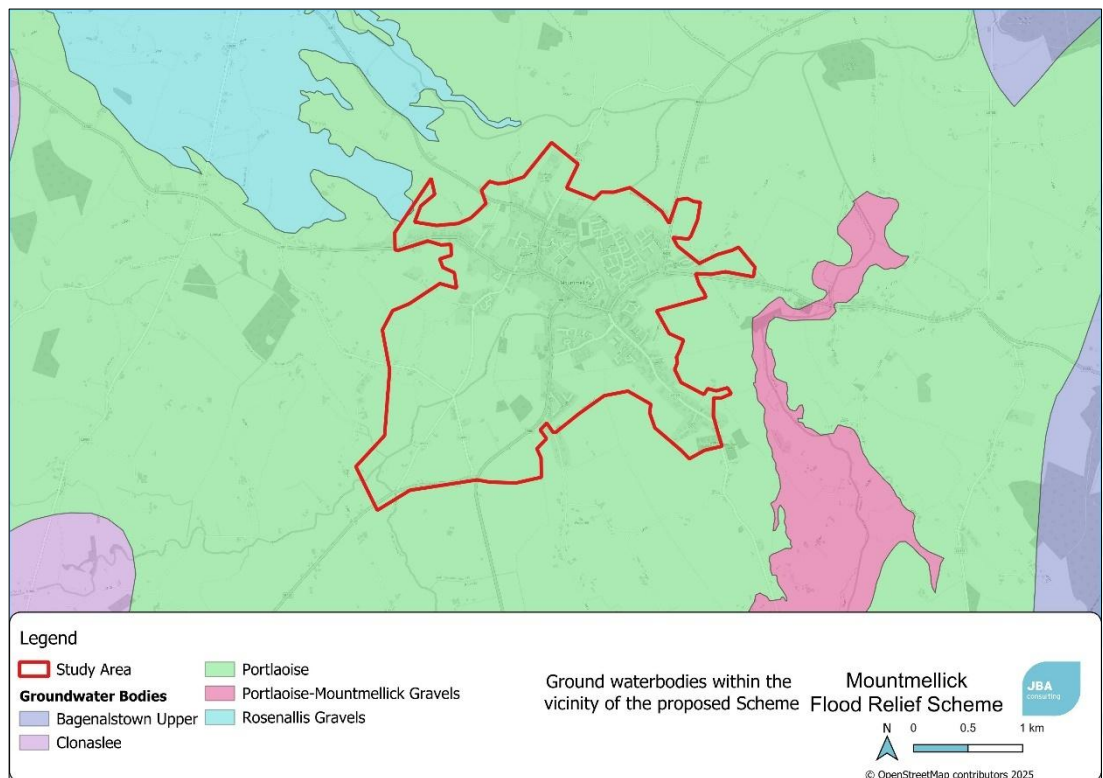 Legend
Study Area
Groundwater Bodies
Bagenalstown Upper
Clonaslee
Portlaoise
Portlaoise-Mountmellick Gravels
Rosenallis Gravels
Ground waterbodies within the
vicinity of the proposed Scheme
Mountmellick
Flood Relief Scheme
JBA
consulting
N
0 0.5 1 km
© OpenStreetMap contributors 2025